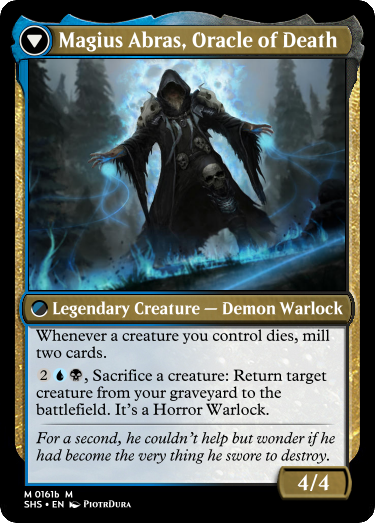 Magius Abras, Oracle of Death
Legendary Creature — Demon Warlock
Whenever a creature you control dies, mill
two cards.
2, Sacrifice a creature: Return target
creature from your graveyard to the
battlefield. It’s a Horror Warlock.
For a second, he couldn’t help but wonder if he
had become the very thing he swore to destroy.
4/4
M 0161b M
SHS • EN PiotrDura